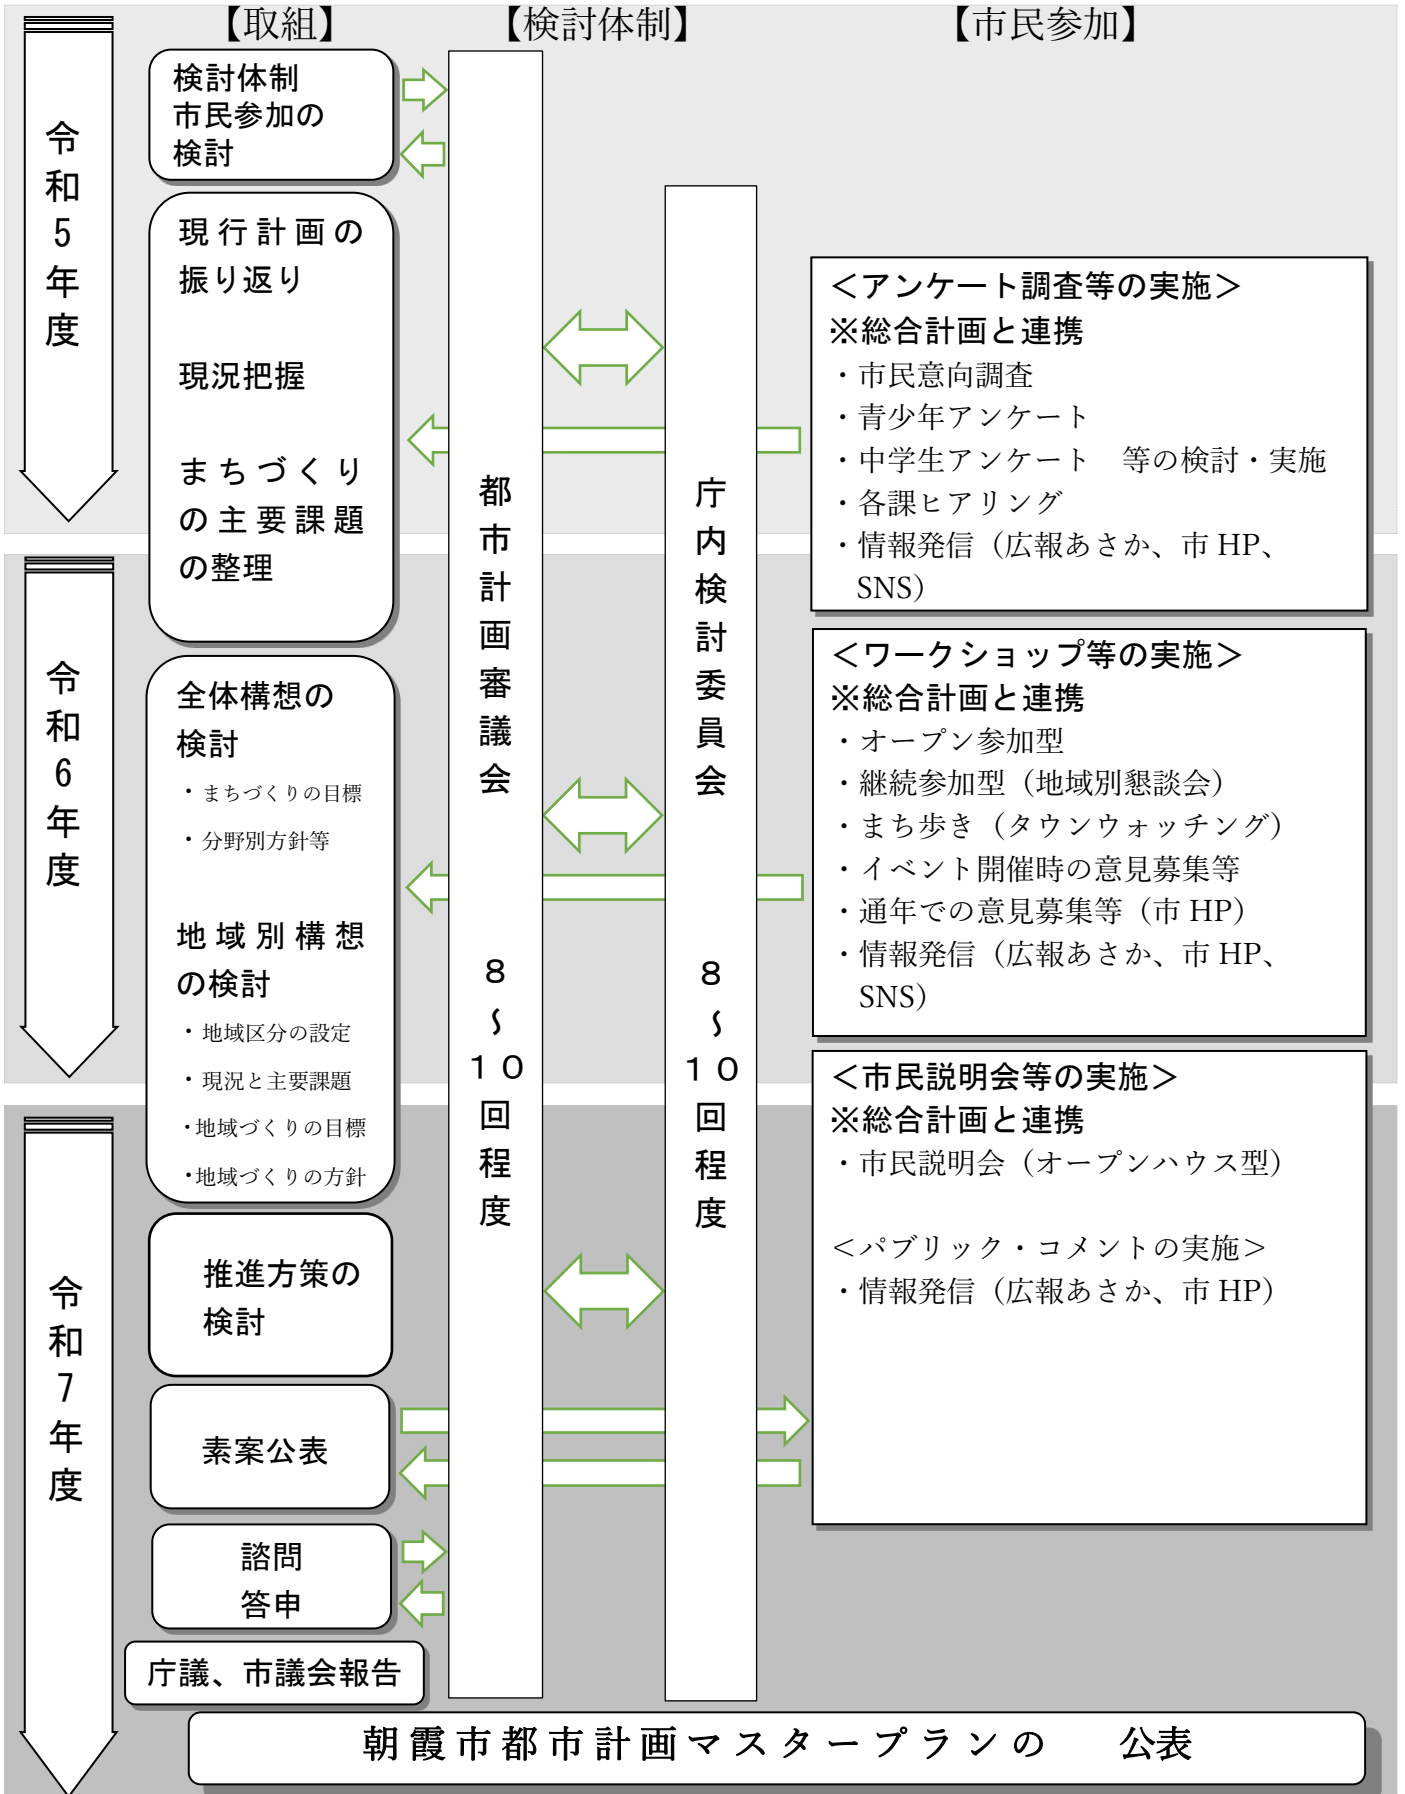 【取組】
【検討体制】
【市民参加】
令和5年度
検討体制
市民参加の
検討
現行計画の
振り返り
現況把握
まちづくり
の主要課題
の整理
都市計画審議会 8~10回程度
庁内検討委員会 8~10回程度
<アンケート調査等の実施>
※総合計画と連携
・市民意向調査
・青少年アンケート
・中学生アンケート 等の検討・実施
・各課ヒアリング
・情報発信(広報あさか、市 HP、
SNS)
令和6年度
全体構想の
検討
・まちづくりの目標
・分野別方針等
地域別構想
の検討
・地域区分の設定
・現況と主要課題
・地域づくりの目標
・地域づくりの方針
<ワークショップ等の実施>
※総合計画と連携
・オープン参加型
・継続参加型(地域別懇談会)
・まち歩き(タウンウォッチング)
・イベント開催時の意見募集等
・通年での意見募集等(市 HP)
・情報発信(広報あさか、市 HP、
SNS)
令和7年度
推進方策の
検討
素案公表
諮問
答申
庁議、市議会報告
<市民説明会等の実施>
※総合計画と連携
・市民説明会(オープンハウス型)
<パブリック・コメントの実施>
・情報発信(広報あさか、市 HP)
朝霞市都市計画マスタープランの 公表